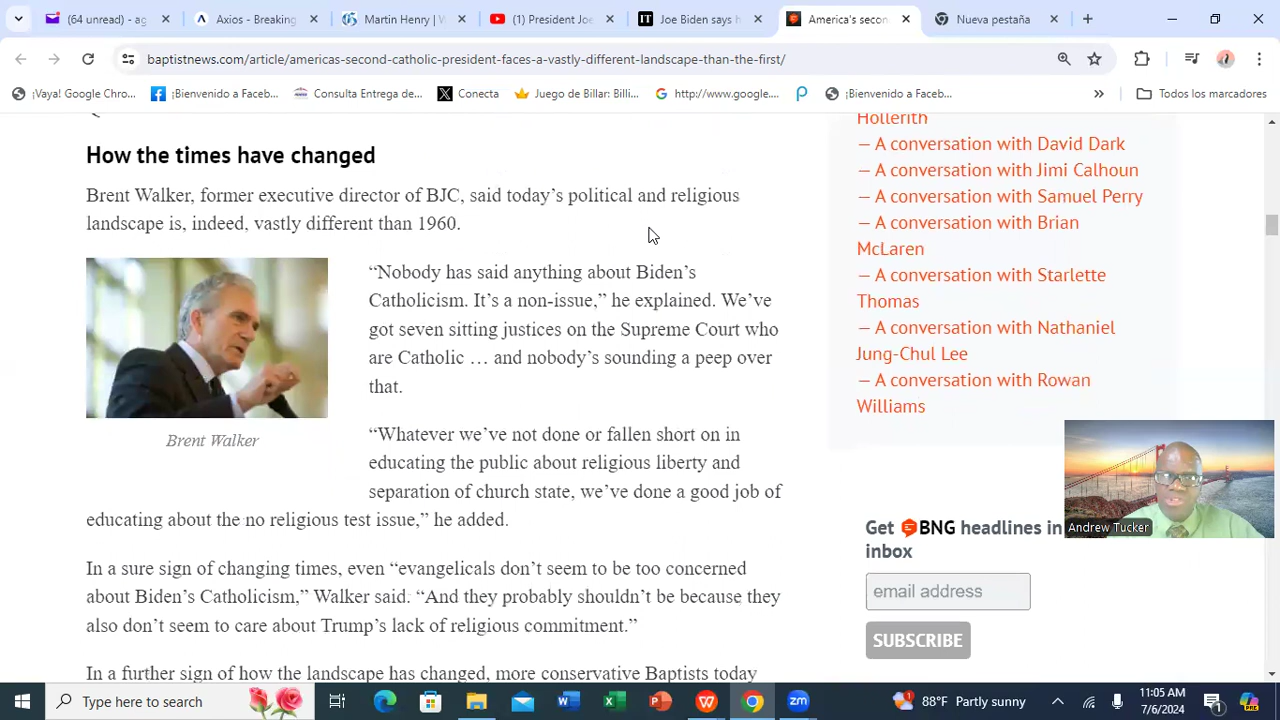 (64 unread) - ag
Axios - Breaking
Martin Henry | V
(1) President Joe
Joe Biden says h
America's secon
Nueva pestaña
baptistnews.com/article/americas-second-catholic-president-faces-a-vastly-different-landscape-than-the-first/
¡Vaya! Google Chro...
¡Bienvenido a Faceb...
Consulta Entrega de...
Conecta
Juego de Billar: Billi...
http://www.google....
¡Bienvenido a Faceb...
Todos los marcadores
How the times have changed
Brent Walker, former executive director of BJC, said today's political and religious
landscape is, indeed, vastly different than 1960.
“Nobody has said anything about Biden's
Catholicism. It's a non-issue,” he explained. We've
got seven sitting justices on the Supreme Court who
are Catholic … and nobody's sounding a peep over
that.
Brent Walker
“Whatever we've not done or fallen short on in
educating the public about religious liberty and
separation of church state, we've done a good job of
educating about the no religious test issue,” he added.
In a sure sign of changing times, even “evangelicals don't seem to be too concerned
about Biden's Catholicism,” Walker said. “And they probably shouldn't be because they
also don't seem to care about Trump's lack of religious commitment.”
In a further sign of how the landscape has changed, more conservative Baptists today
Hollerith
— A conversation with David Dark
— A conversation with Jimi Calhoun
— A conversation with Samuel Perry
— A conversation with Brian
McLaren
— A conversation with Starlette
Thomas
— A conversation with Nathaniel
Jung-Chul Lee
— A conversation with Rowan
Williams
Get BNG headlines in
inbox
email address
SUBSCRIBE
Andrew Tucker
Type here to search
88°F Partly sunny
11:05 AM
7/6/2024